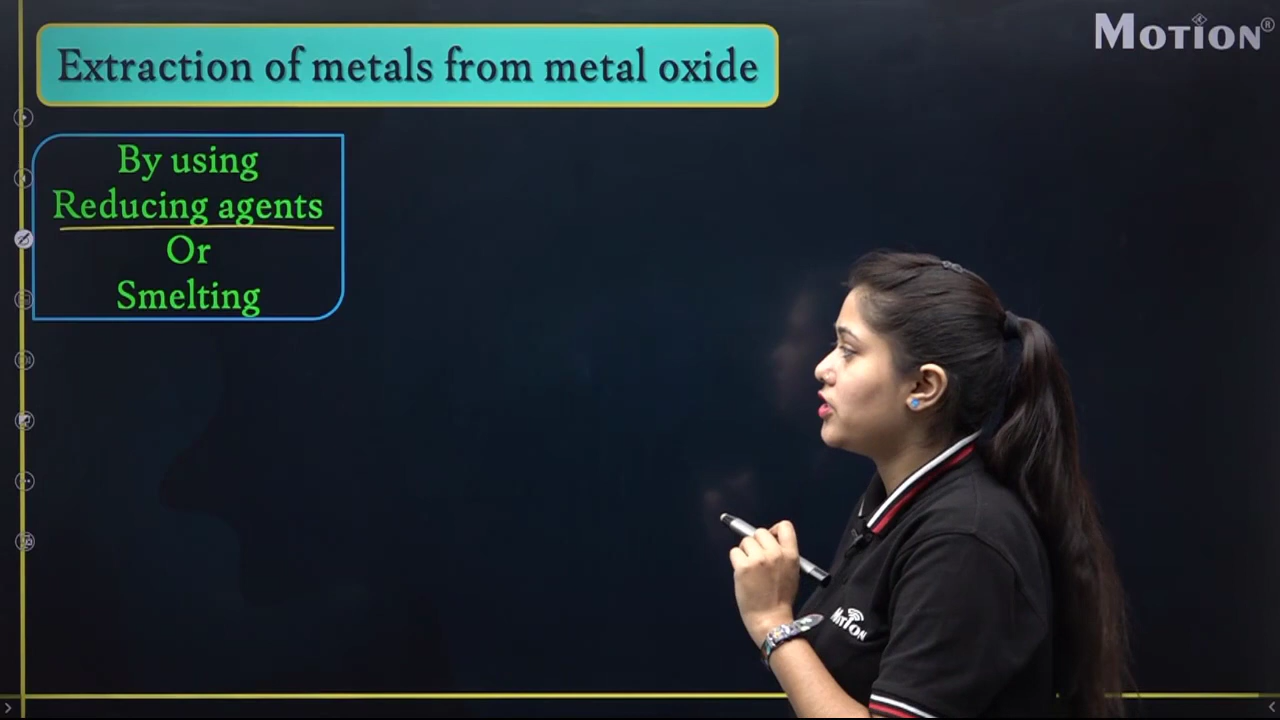 MOTION®
Extraction of metals from metal oxide
By using
Reducing agents
Or
Smelting
MOTION